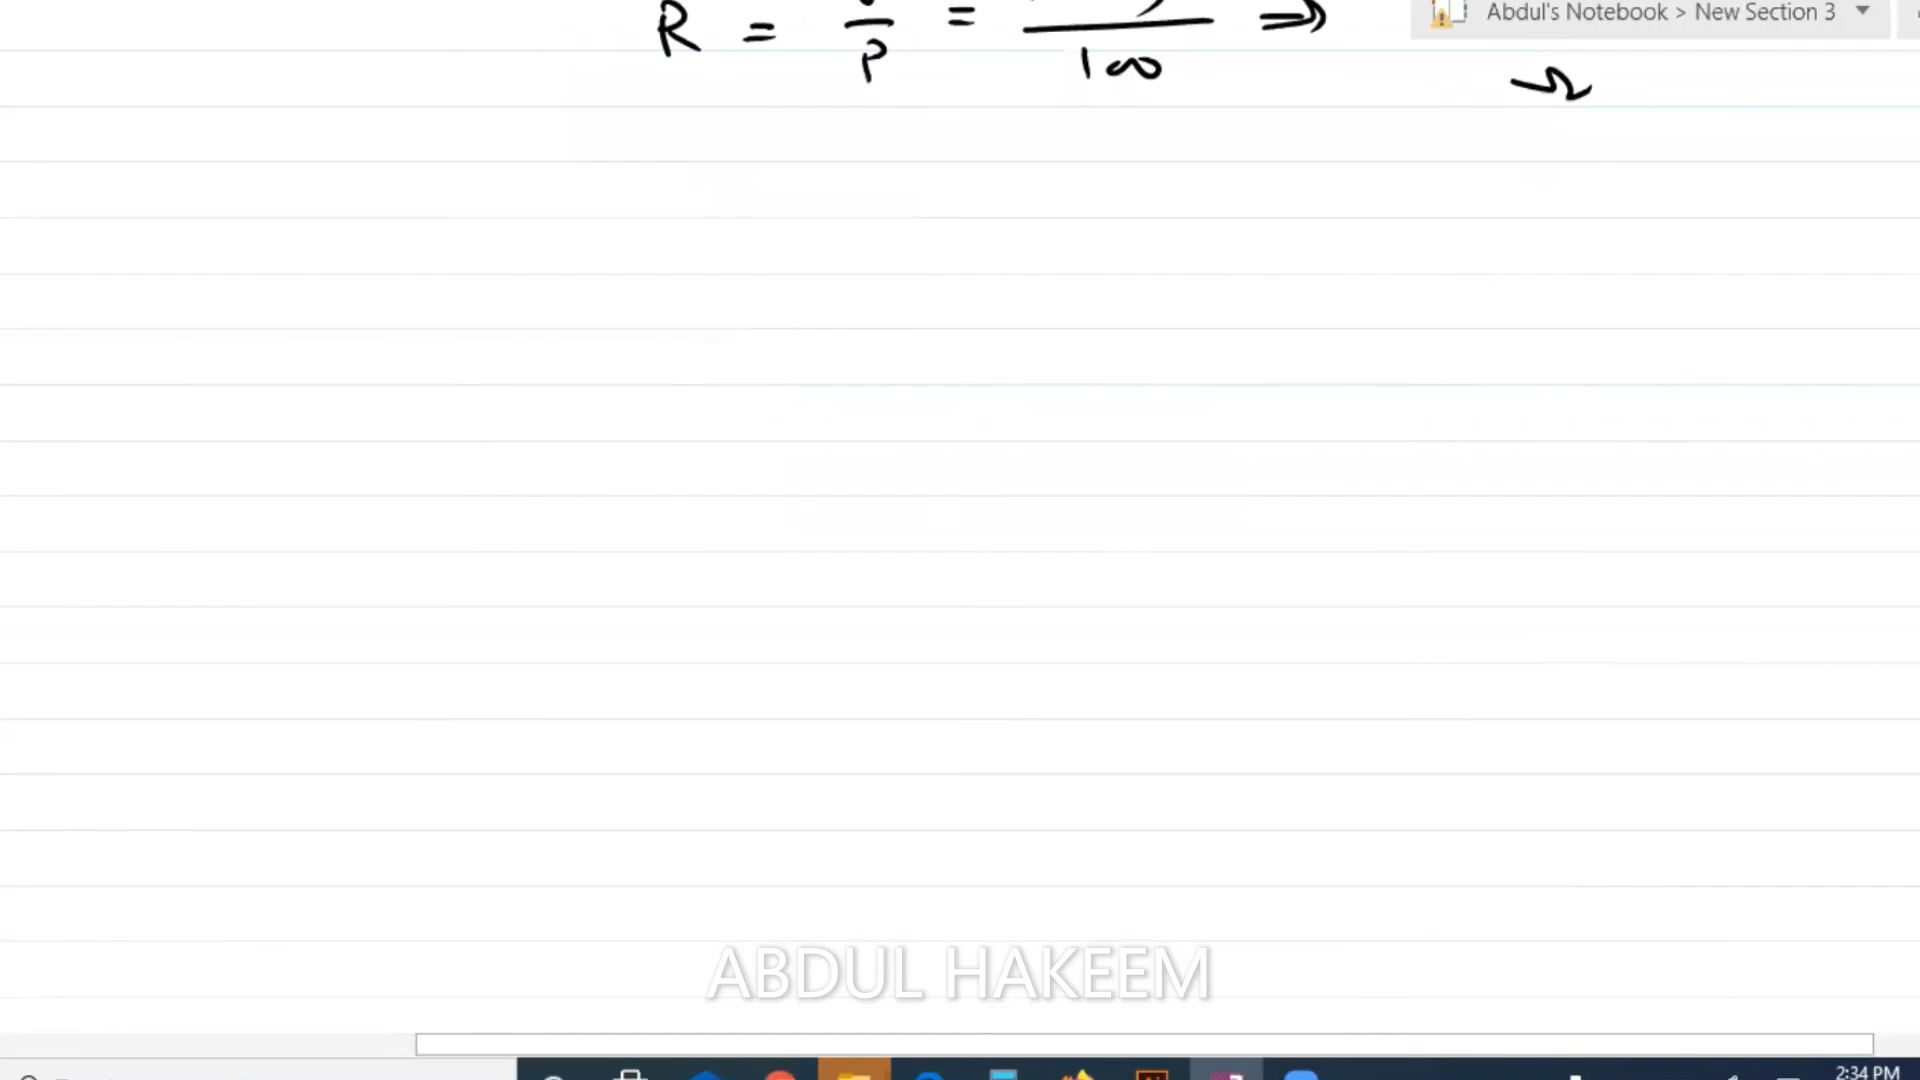 Abdul's Notebook > New Section 3
R = — / P = — / 100 ⇒
ABDUL HAKEEM
2:34 PM